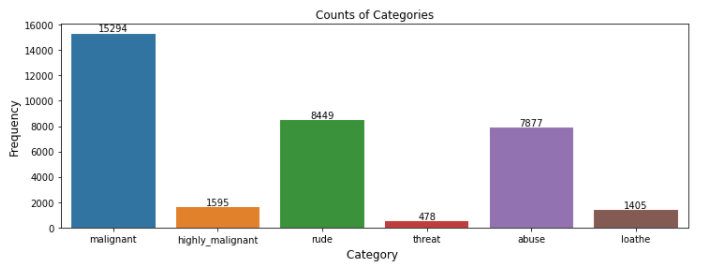 Counts of Categories
Frequency
16000
14000
12000
10000
8000
6000
4000
2000
0
15294
1595
8449
478
7877
1405
malignant
highly_malignant
rude
threat
abuse
loathe
Category